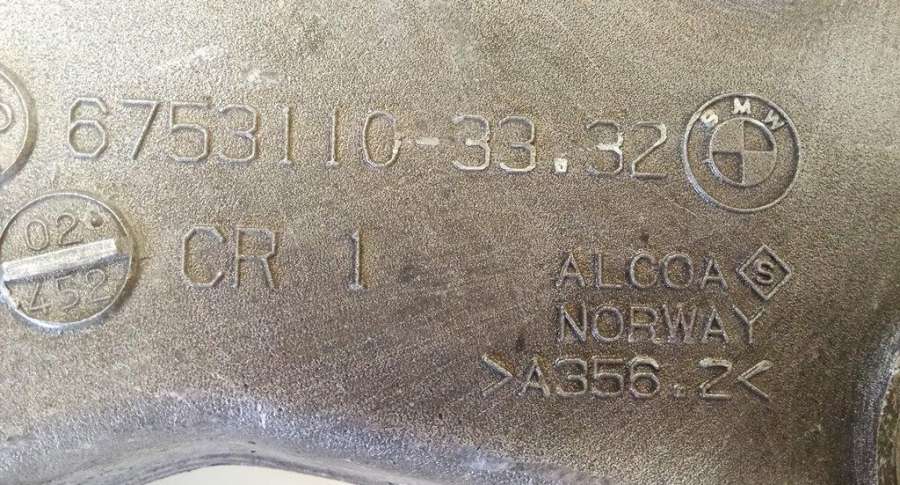 P 6753110-33.32 BMW
02
452
CR 1
ALCOA S
NORWAY
>A356.2<